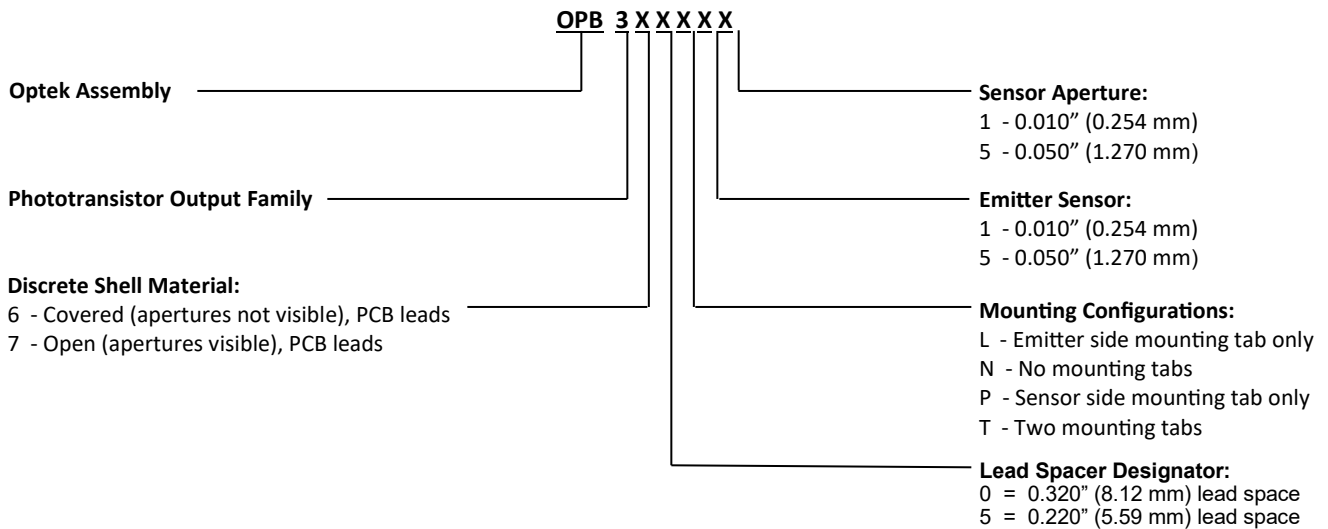 OPB 3 X X X X X
Optek Assembly
Phototransistor Output Family
Discrete Shell Material:
6 - Covered (apertures not visible), PCB leads
7 - Open (apertures visible), PCB leads
Sensor Aperture:
1 - 0.010” (0.254 mm)
5 - 0.050” (1.270 mm)
Emitter Sensor:
1 - 0.010” (0.254 mm)
5 - 0.050” (1.270 mm)
Mounting Configurations:
L - Emitter side mounting tab only
N - No mounting tabs
P - Sensor side mounting tab only
T - Two mounting tabs
Lead Spacer Designator:
0 = 0.320” (8.12 mm) lead space
5 = 0.220” (5.59 mm) lead space